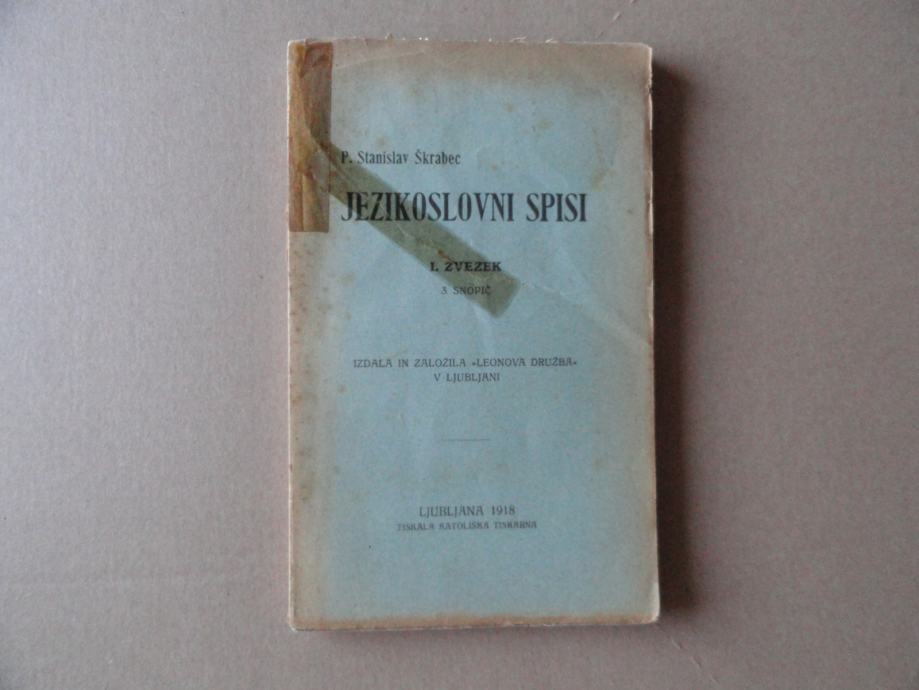 P. Stanislav Škrabec
JEZIKOSLOVNI SPISI
I. ZVEZEK
3. SNOPIČ
IZDALA IN ZALOŽILA »LEONOVA DRUŽBA«
V LJUBLJANI
LJUBLJANA 1918
TISKALA KATOLIŠKA TISKARNA